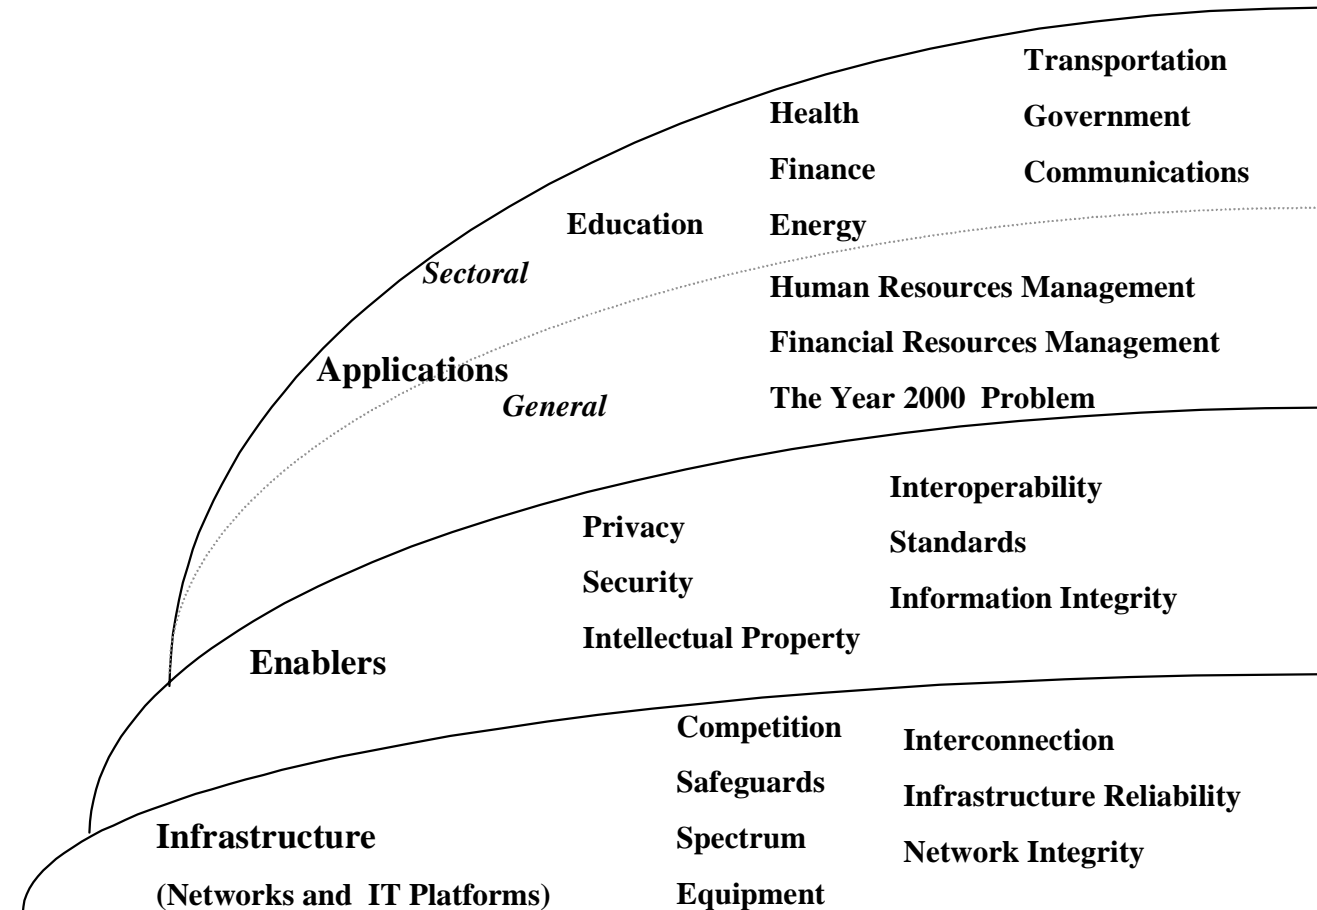 Transportation
Health
Government
Finance
Communications
Education
Energy
Sectoral
Human Resources Management
Financial Resources Management
Applications
The Year 2000  Problem
General
Interoperability
Privacy
Standards
Security
Information Integrity
Intellectual Property
Enablers
Competition
Interconnection
Safeguards
Infrastructure Reliability
Infrastructure
Spectrum
Network Integrity
(Networks and  IT Platforms)
Equipment